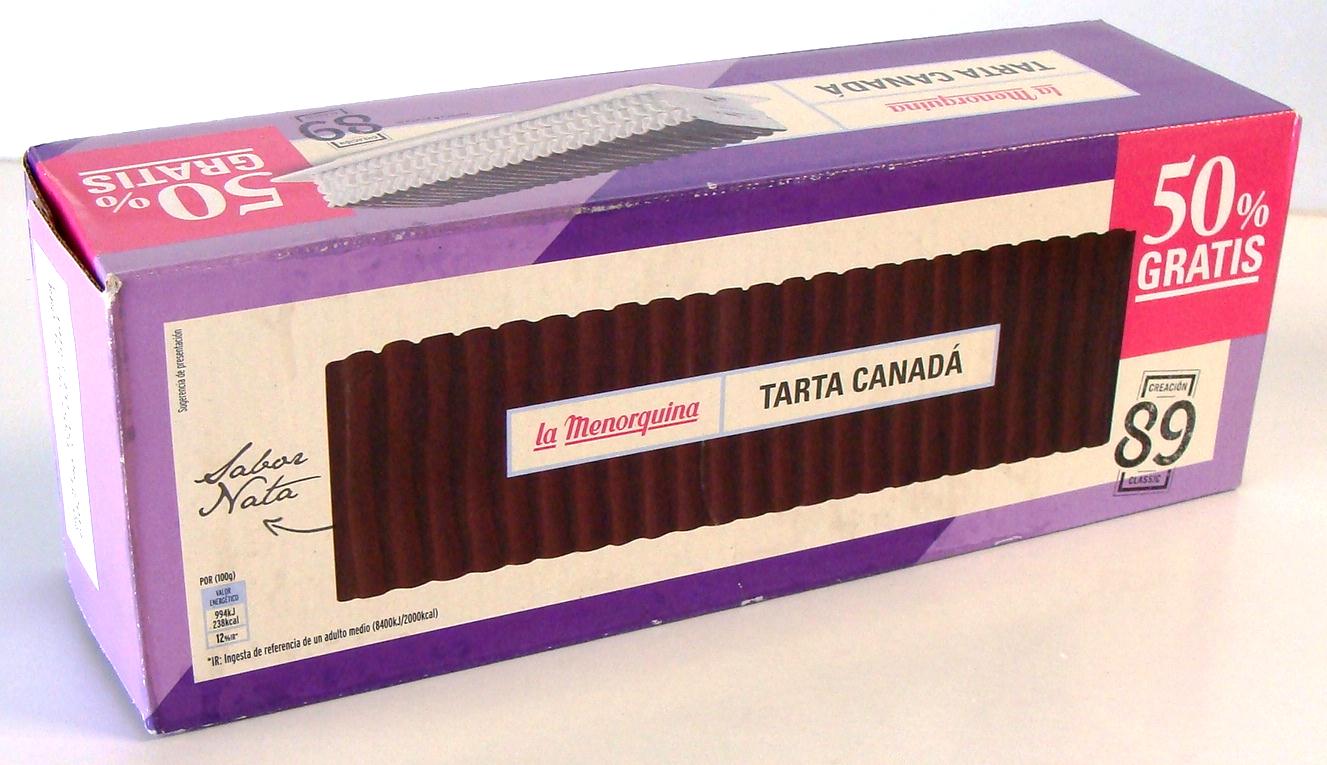 TARTA CANADÁ
la Menorquina
CREACIÓN
89
50%
GRATIS
50%
GRATIS
Sugerencia de presentación
la Menorquina
TARTA CANADÁ
CREACIÓN
89
CLASSIC
Sabor
Nata
POR (100g)
VALOR
ENERGÉTICO
994kJ
238kcal
12%IR*
*IR: Ingesta de referencia de un adulto medio (8400kJ/2000kcal)